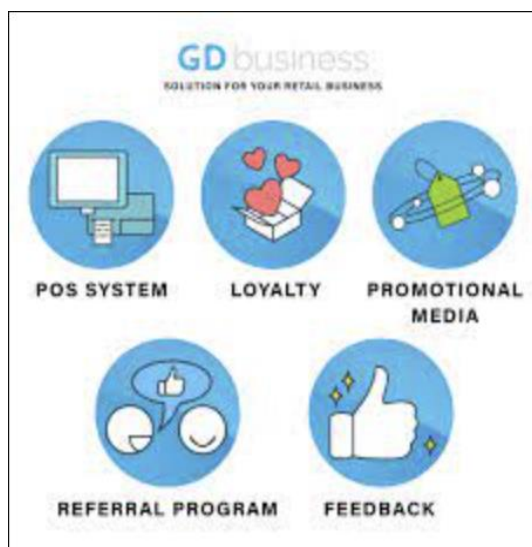 GD business
SOLUTION FOR YOUR RETAIL BUSINESS
POS SYSTEM
LOYALTY
PROMOTIONAL
MEDIA
REFERRAL PROGRAM
FEEDBACK